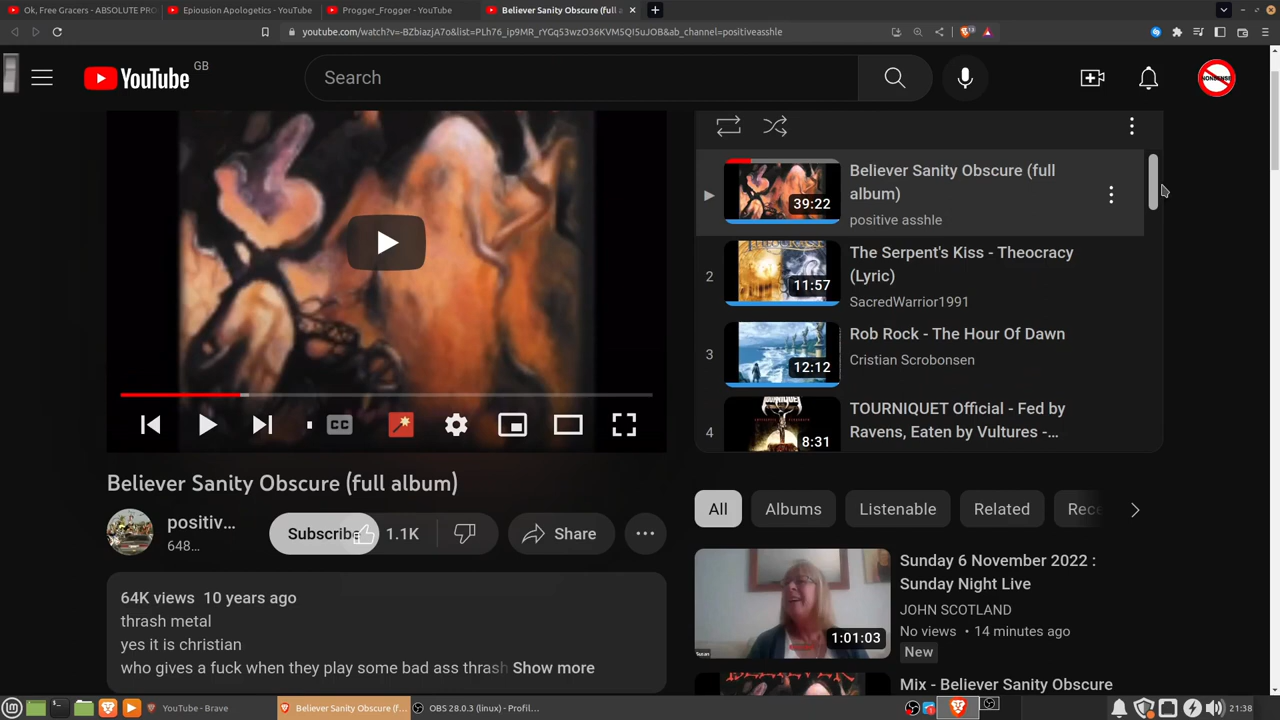 Ok, Free Gracers - ABSOLUTE PRO
Epiousion Apologetics - YouTube
Progger_Frogger - YouTube
Believer Sanity Obscure (full a
youtube.com/watch?v=-BZbiazjA7o&list=PLh76_ip9MR_rYGqS3wzO36KVM5QI5uJOB&ab_channel=positiveasshle
YouTube GB
Search
NONSENSE
Believer Sanity Obscure (full
album)
positive asshle
39:22
2
The Serpent's Kiss - Theocracy
(Lyric)
SacredWarrior1991
11:57
3
Rob Rock - The Hour Of Dawn
Cristian Scrobonsen
12:12
4
TOURNIQUET Official - Fed by
Ravens, Eaten by Vultures -…
8:31
CC
Believer Sanity Obscure (full album)
positiv...
648...
Subscribe
1.1K
Share
64K views 10 years ago
thrash metal
yes it is christian
who gives a fuck when they play some bad ass thrash Show more
All
Albums
Listenable
Related
Rece
Sunday 6 November 2022 :
Sunday Night Live
JOHN SCOTLAND
No views • 14 minutes ago
New
1:01:03
Mix - Believer Sanity Obscure
YouTube - Brave
Believer Sanity Obscure (f...
OBS 28.0.3 (linux) - Profil...
21:38